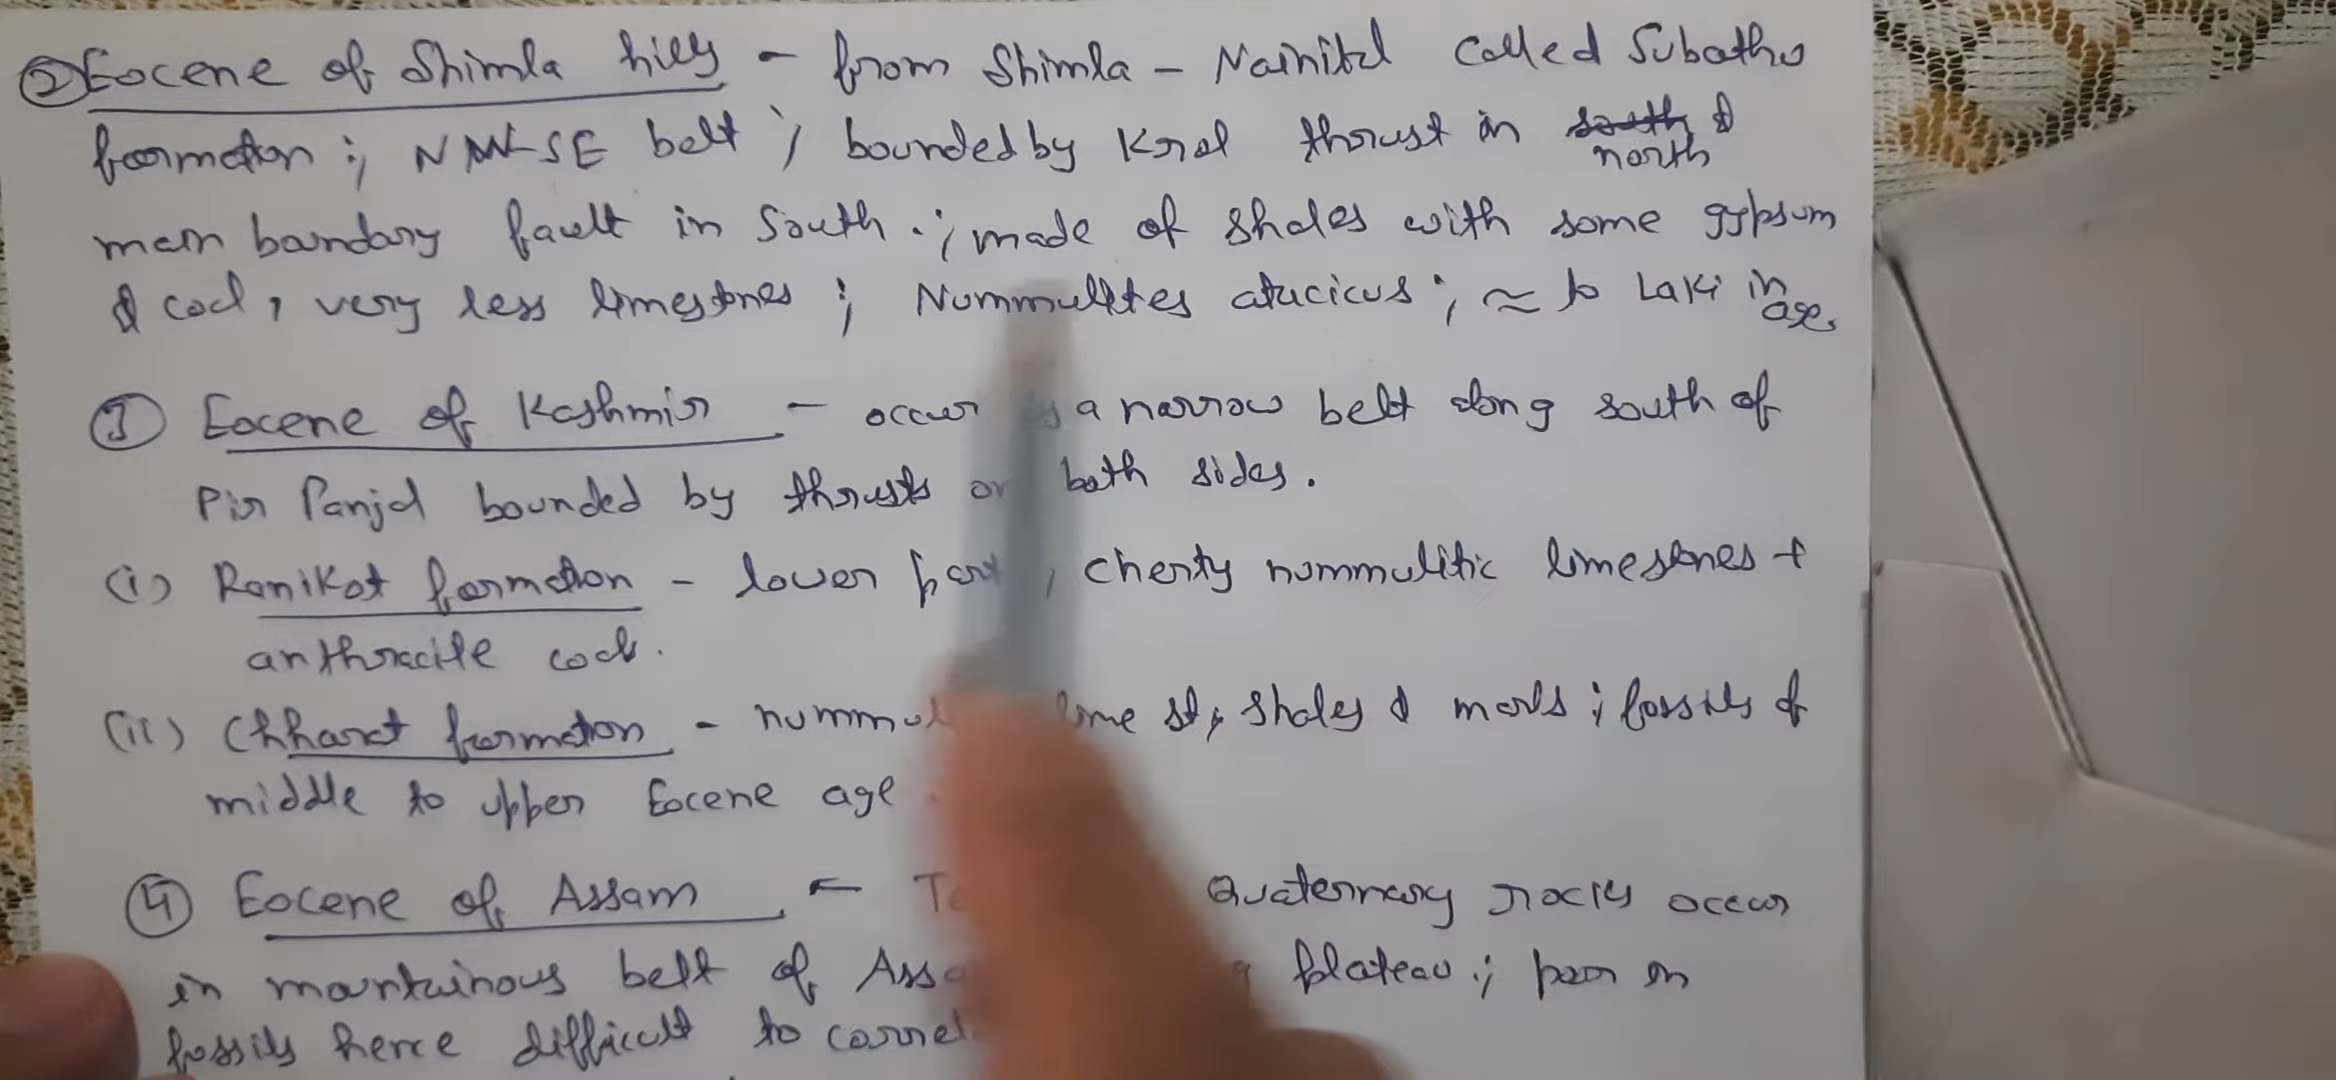 ② Eocene of Shimla hills - from Shimla - Nainital called Subathu
formation ; NW-SE belt ; bounded by Krol thrust in north &
main boundary fault in south ; made of shales with some gypsum
& coal, very less limestones ; Nummulites atacicus ; ≈ to Laki in age.
③ Eocene of Kashmir - occur a narrow belt along south of
Pir Panjal bounded by thrusts on both sides.
(i) Ranikot formation - lower part, cherty nummulitic limestones +
anthracite coal.
(ii) Chharat formation - lime st, shales & marls ; fossils of
middle to upper Eocene age
④ Eocene of Assam - Quaternary rocks occur
in mountainous belt of plateau ; poor in
fossils hence difficult to